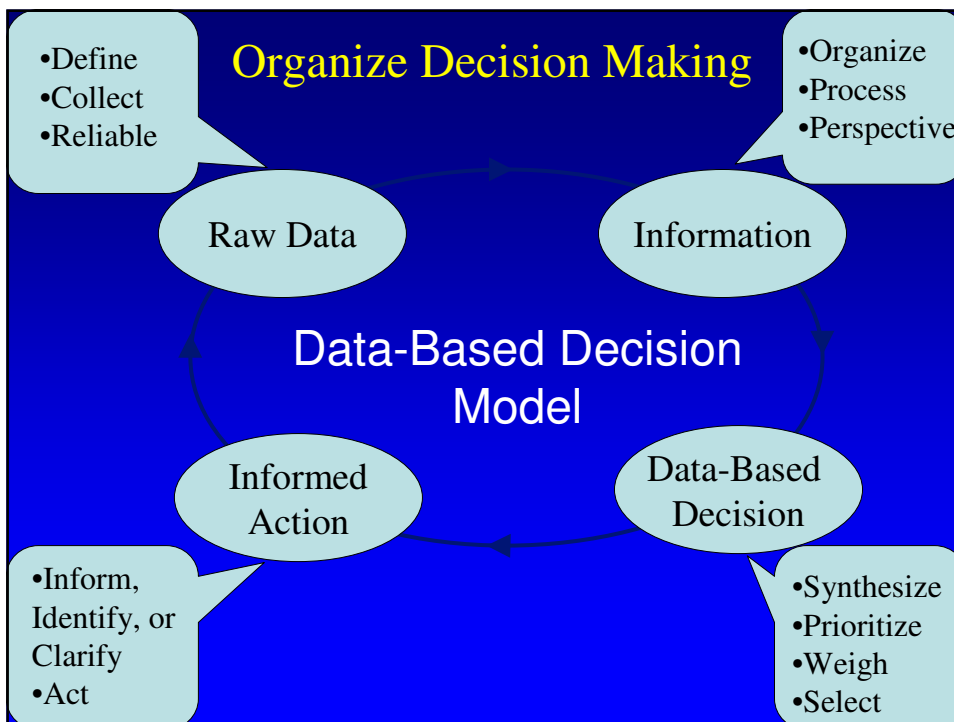 Organize Decision Making
•Define
•Collect
•Reliable
•Organize
•Process
•Perspective
Raw Data
Information
Data-Based Decision
Model
Informed
Action
Data-Based
Decision
•Inform,
Identify, or
Clarify
•Act
•Synthesize
•Prioritize
•Weigh
•Select